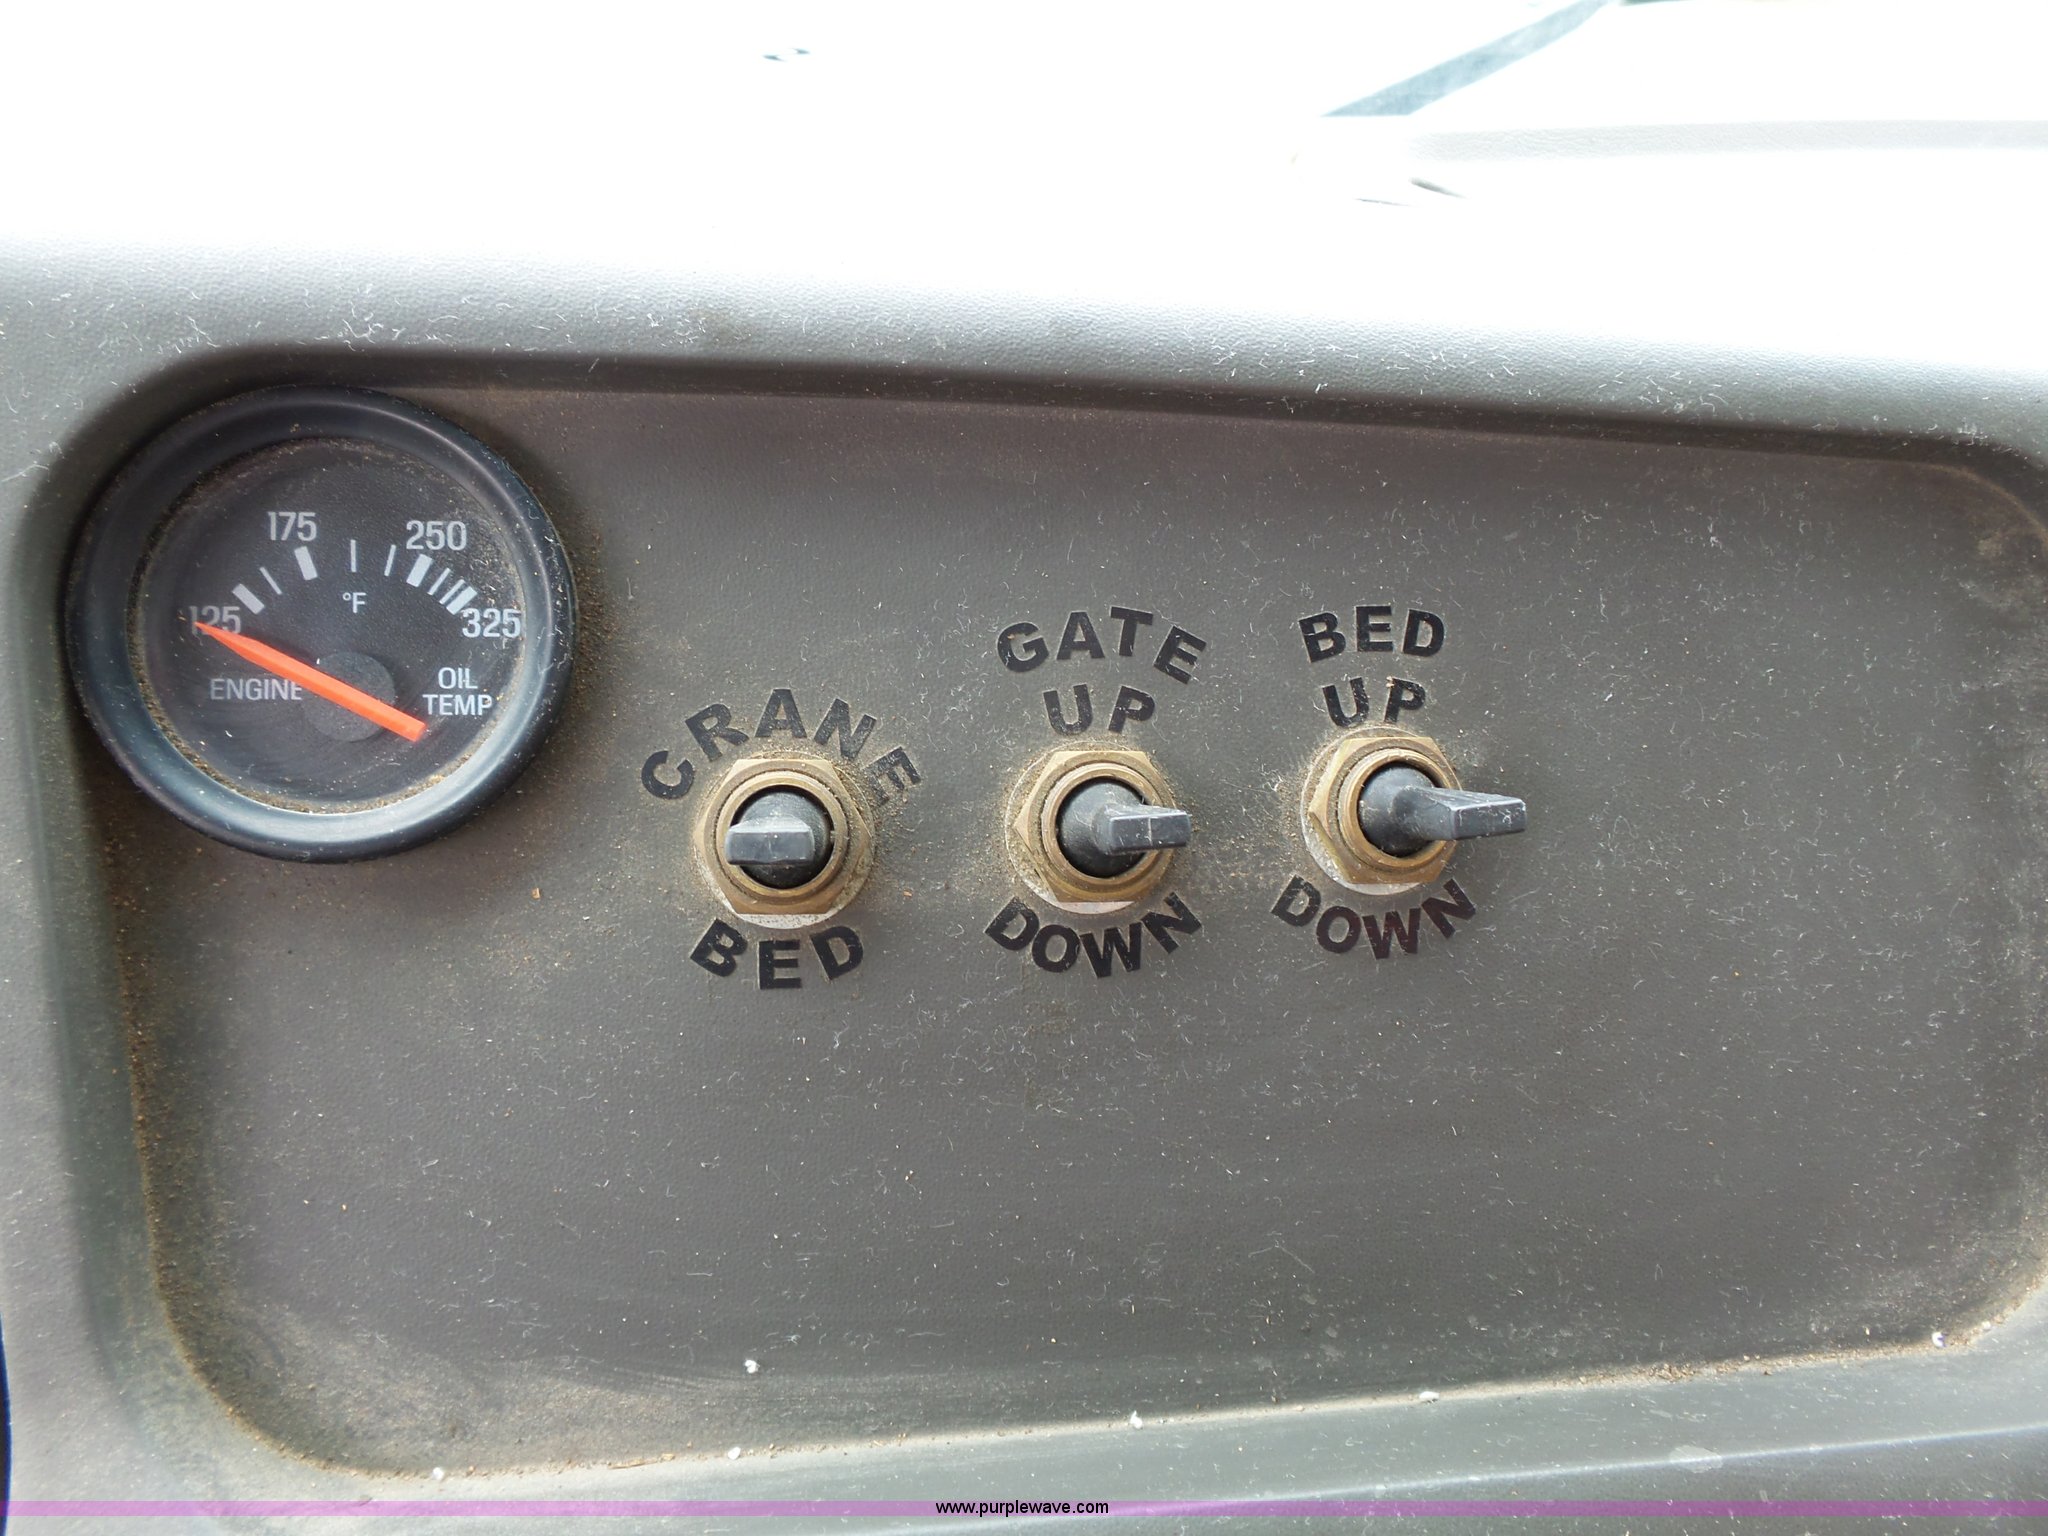 175
250
°F
125
325
ENGINE
OIL
TEMP
CRANE
BED
GATE
UP
DOWN
BED
UP
DOWN
www.purplewave.com